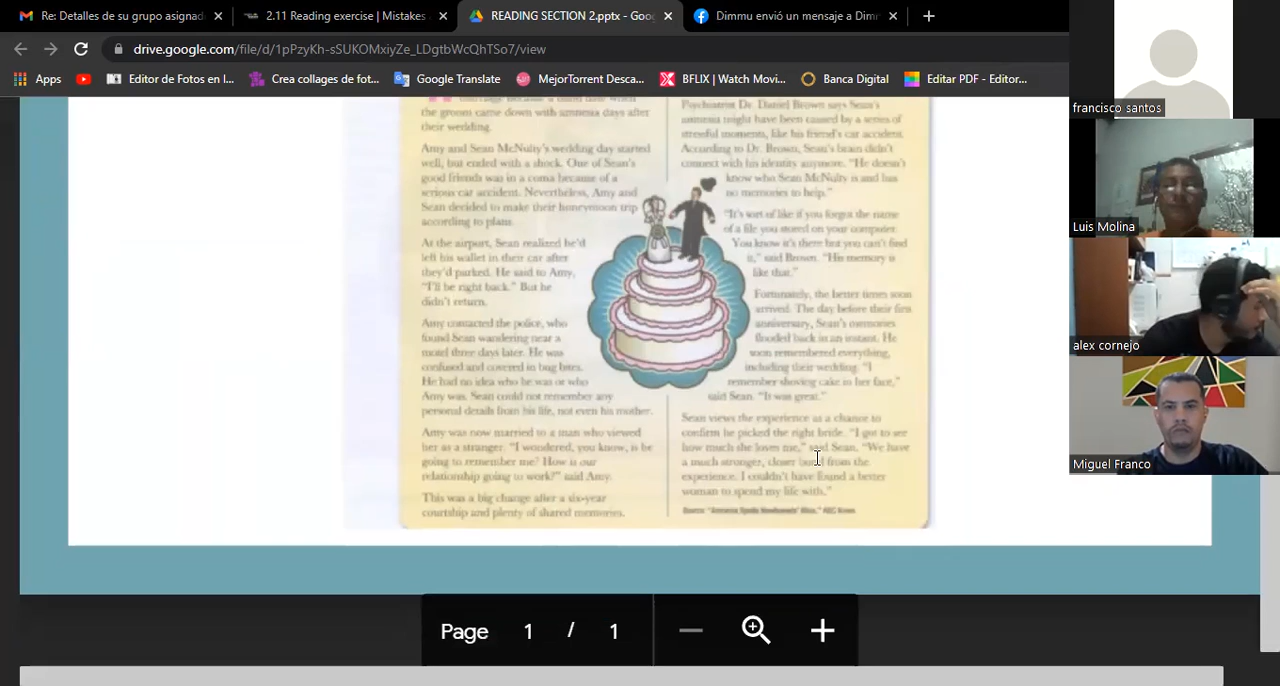 Re: Detalles de su grupo asignad
2.11 Reading exercise | Mistakes
READING SECTION 2.pptx - Goo
Dimmu envió un mensaje a Dim
drive.google.com/file/d/1pPzyKh-sSUKOMxiyZe_LDgtbWcQhTSo7/view
Apps
Editor de Fotos en l...
Crea collages de fot...
Google Translate
MejorTorrent Desca...
BFLIX | Watch Movi...
Banca Digital
Editar PDF - Editor...
the groom came down with amnesia days after
their wedding.
Amy and Sean McNulty's wedding day started
well, but ended with a shock. One of Sean's
good friends was in a coma because of a
serious car accident. Nevertheless, Amy and
Sean decided to make their honeymoon trip
according to plans.
At the airport, Sean realized he'd
left his wallet in their car after
they'd parked. He said to Amy,
"I'll be right back." But he
didn't return.
Amy contacted the police, who
found Sean wandering near a
motel three days later. He was
confused and covered in bug bites.
He had no idea who he was or who
Amy was. Sean could not remember any
personal details from his life, not even his mother.
Amy was now married to a man who viewed
her as a stranger. "I wondered, you know, is he
going to remember me? How is our
relationship going to work?" said Amy.
This was a big change after a six-year
courtship and plenty of shared memories.
Psychiatrist Dr. Daniel Brown says Sean's
amnesia might have been caused by a series of
stressful moments, like his friend's car accident.
According to Dr. Brown, Sean's brain didn't
connect with his identity anymore. "He doesn't
know who Sean McNulty is and has
no memories to help."
"It's sort of like if you forgot the name
of a file you stored on your computer.
You know it's there but you can't find
it," said Brown. "His memory is
like that."
Fortunately, the better times soon
arrived. The day before their first
anniversary, Sean's memories
flooded back in an instant. He
soon remembered everything,
including their wedding. "I
remember shoving cake in her face,"
said Sean. "It was great."
Sean views the experience as a chance to
confirm he picked the right bride. "I got to see
how much she loves me," said Sean. "We have
a much stronger, closer bond from the
experience. I couldn't have found a better
woman to spend my life with."
Page 1 / 1
francisco santos
Luis Molina
alex cornejo
Miguel Franco